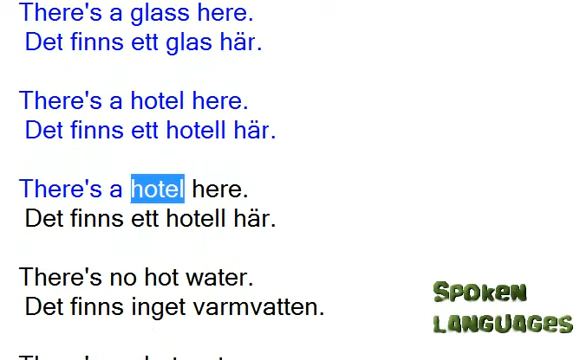 There's a glass here.
Det finns ett glas här.
There's a hotel here.
Det finns ett hotell här.
There's a hotel here.
Det finns ett hotell här.
There's no hot water.
Det finns inget varmvatten.
SPOKEN
LANGUAGES